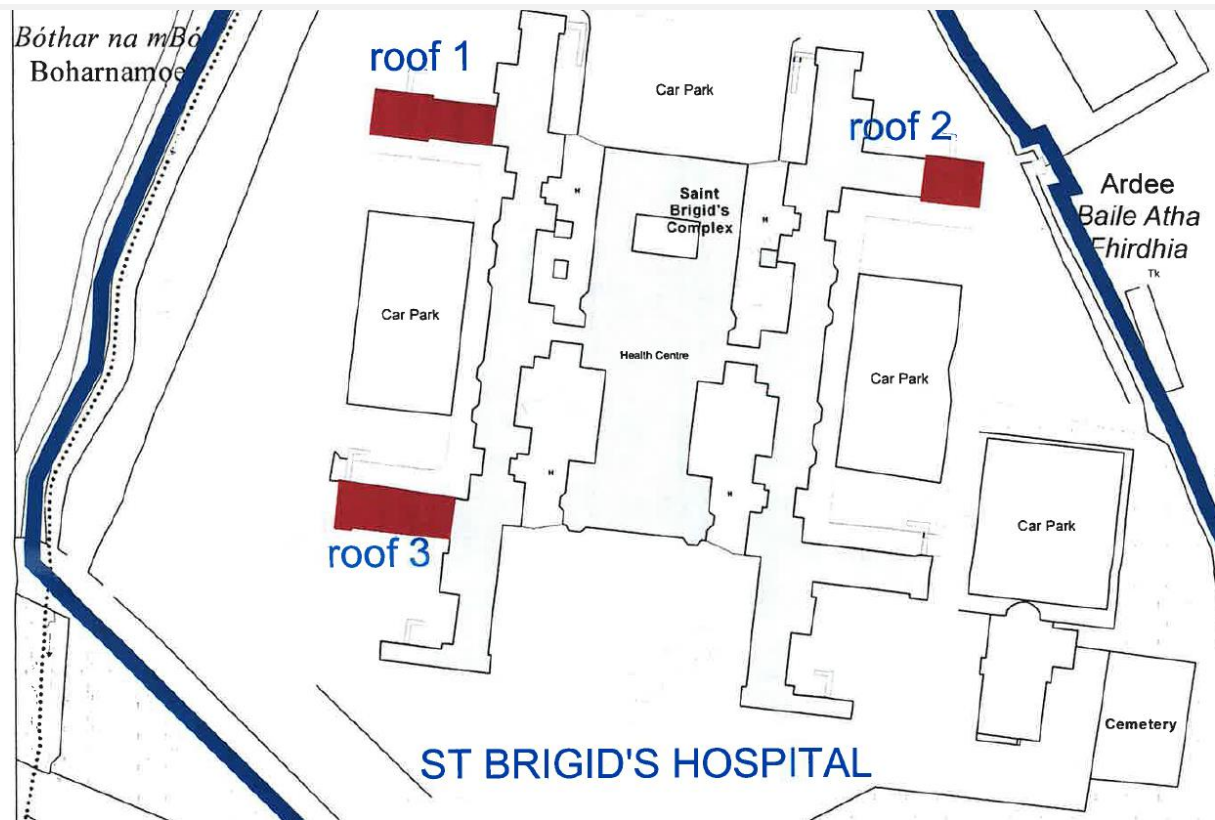 Bóthar na mBó
Boharnamoe
roof 1
Car Park
roof 2
Ardee
Baile Atha
Fhirdhia
Tk
Saint
Brigid's
Complex
H
H
Car Park
Health Centre
Car Park
H
H
Car Park
roof 3
Cemetery
ST BRIGID'S HOSPITAL